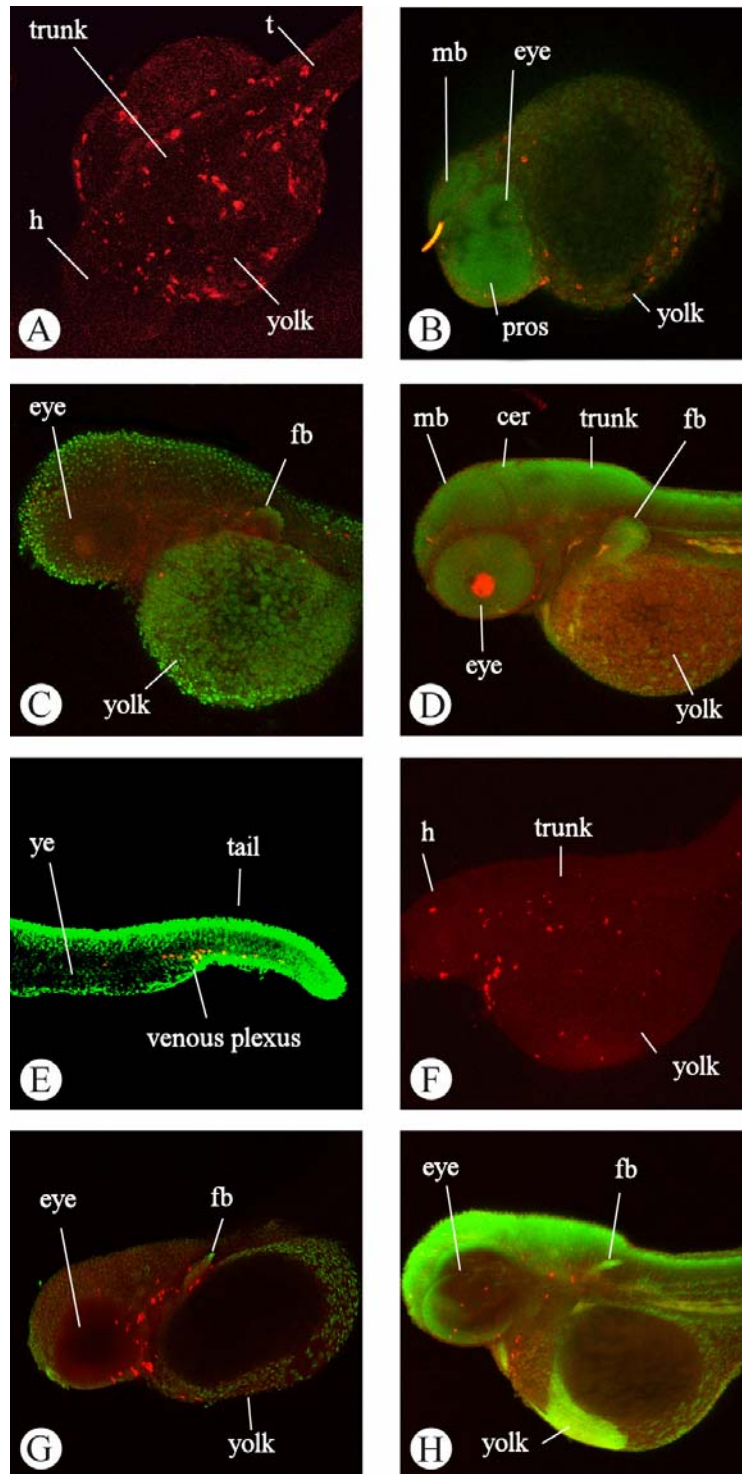 trunk t
h
yolk
A
mb eye
pros yolk
B
eye fb
yolk
C
mb cer trunk fb
eye
yolk
D
ye tail
venous plexus
E
h trunk
yolk
F
eye fb
yolk
G
eye fb
yolk
H